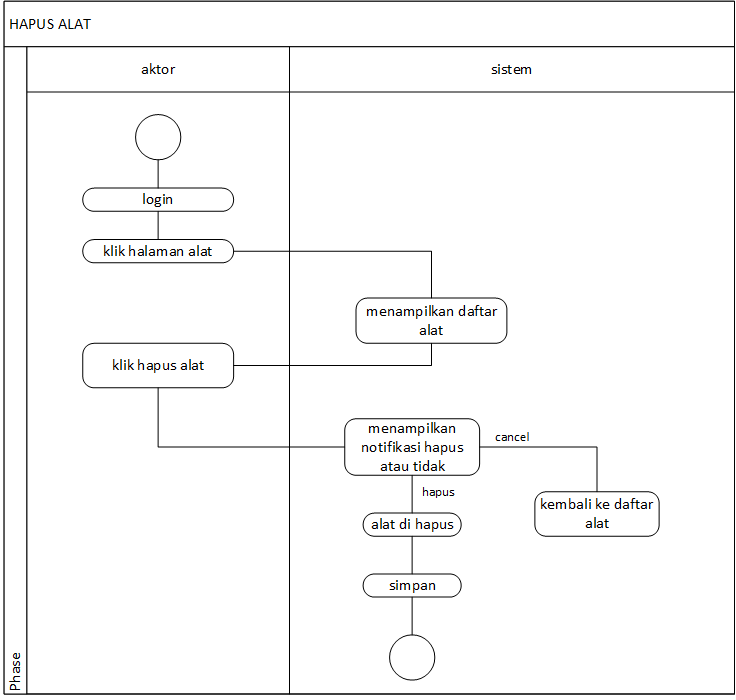 HAPUS ALAT
aktor
sistem
login
klik halaman alat
menampilkan daftar
alat
klik hapus alat
menampilkan
notifikasi hapus
atau tidak
cancel
hapus
kembali ke daftar
alat
alat di hapus
simpan
Phase